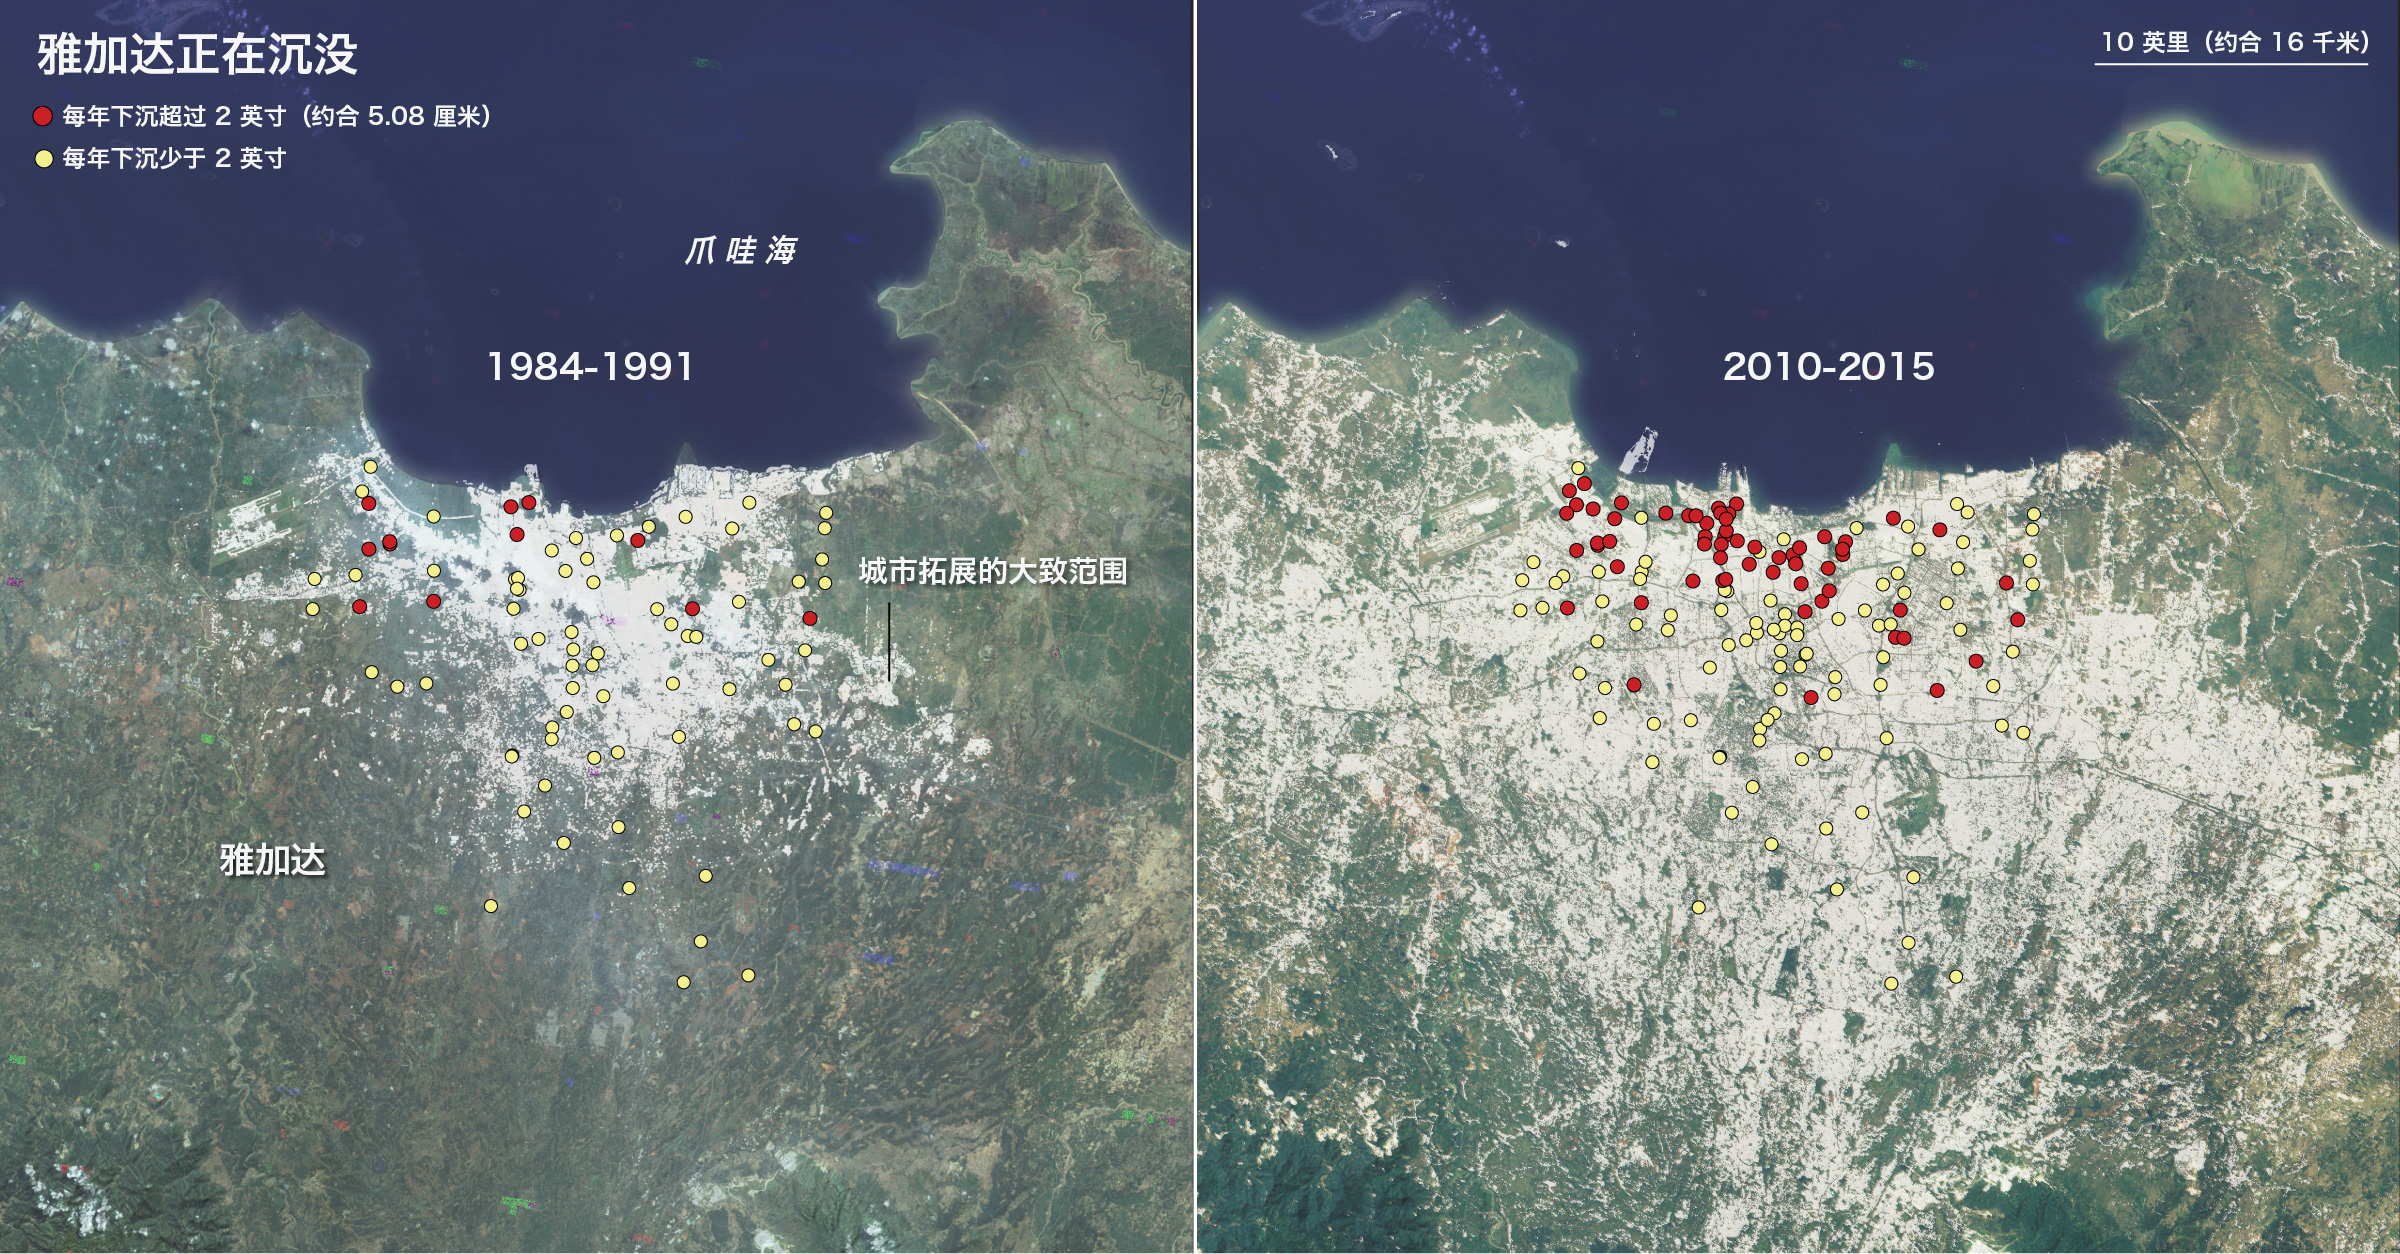 雅加达正在沉没
每年下沉超过 2 英寸（约合 5.08 厘米）
每年下沉少于 2 英寸
10 英里（约合 16 千米）
爪哇海
1984-1991
2010-2015
城市拓展的大致范围
雅加达